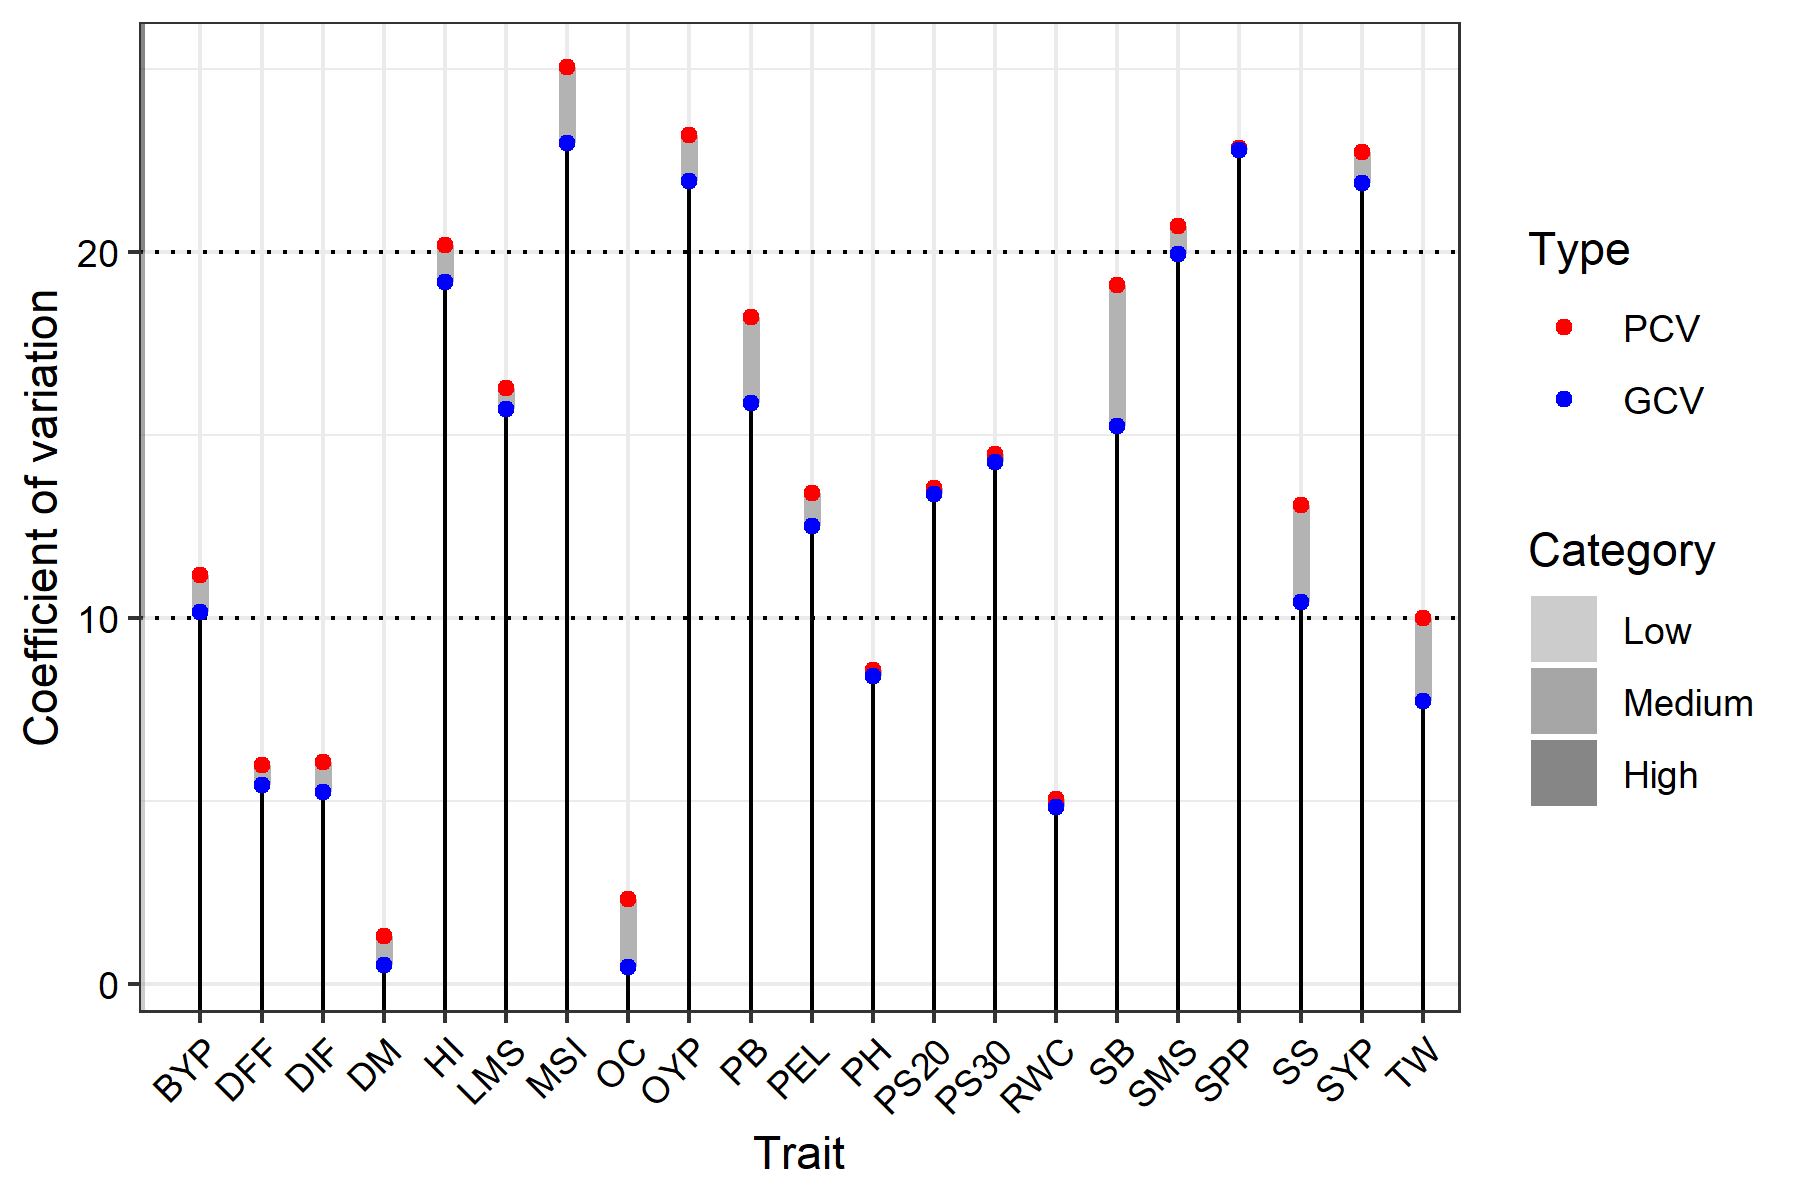 Coefficient of variation
20
10
0
BYP
DFF
DIF
DM
HI
LMS
MSI
OC
OYP
PB
PEL
PH
PS20
PS30
RWC
SB
SMS
SPP
SS
SYP
TW
Trait
Type
PCV
GCV
Category
Low
Medium
High